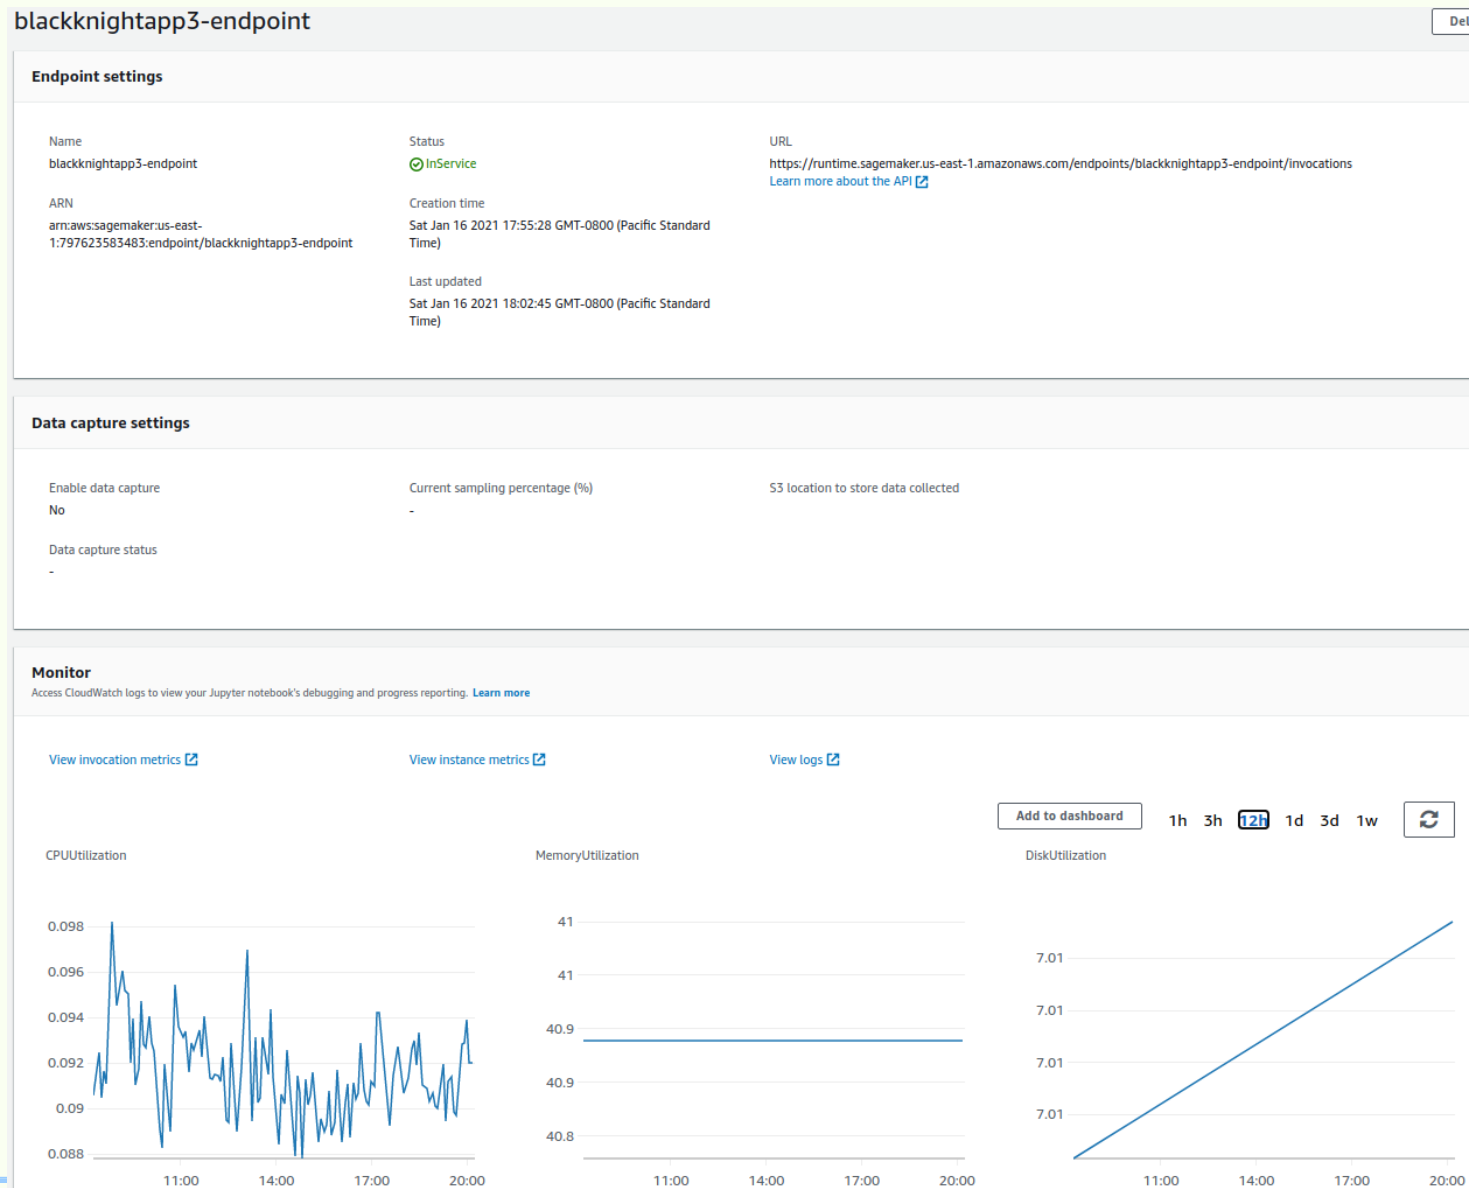 blackknightapp3-endpoint
Del
Endpoint settings
Name
blackknightapp3-endpoint
Status
InService
URL
https://runtime.sagemaker.us-east-1.amazonaws.com/endpoints/blackknightapp3-endpoint/invocations
Learn more about the API
ARN
arn:aws:sagemaker:us-east-
1:797623583483:endpoint/blackknightapp3-endpoint
Creation time
Sat Jan 16 2021 17:55:28 GMT-0800 (Pacific Standard
Time)
Last updated
Sat Jan 16 2021 18:02:45 GMT-0800 (Pacific Standard
Time)
Data capture settings
Enable data capture
No
Current sampling percentage (%)
-
S3 location to store data collected
Data capture status
-
Monitor
Access CloudWatch logs to view your Jupyter notebook's debugging and progress reporting. Learn more
View invocation metrics
View instance metrics
View logs
Add to dashboard
1h 3h 12h 1d 3d 1w
CPUUtilization
0.098
0.096
0.094
0.092
0.09
0.088
11:00 14:00 17:00 20:00
MemoryUtilization
41
41
40.9
40.9
40.8
11:00 14:00 17:00 20:00
DiskUtilization
7.01
7.01
7.01
7.01
11:00 14:00 17:00 20:00